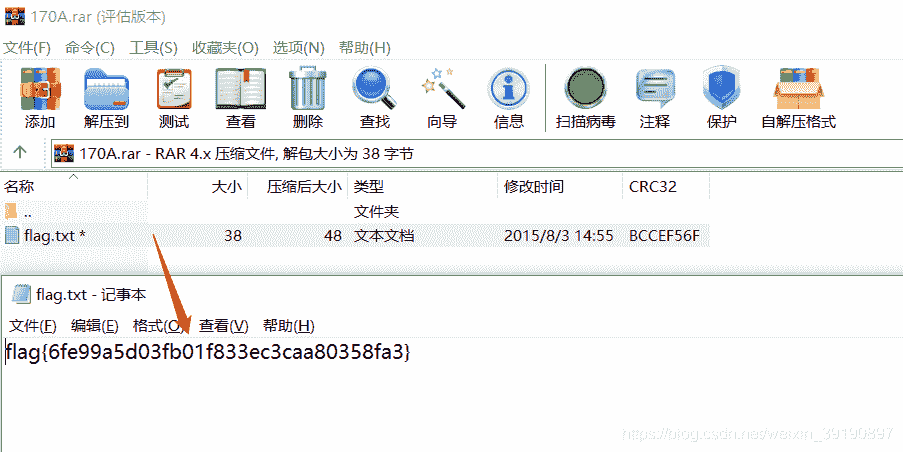 170A.rar (评估版本)
文件(F) 命令(C) 工具(S) 收藏夹(O) 选项(N) 帮助(H)
添加 解压到 测试 查看 删除 查找 向导 信息 扫描病毒 注释 保护 自解压格式
170A.rar - RAR 4.x 压缩文件, 解包大小为 38 字节
名称 大小 压缩后大小 类型 修改时间 CRC32
.. 文件夹
flag.txt * 38 48 文本文档 2015/8/3 14:55 BCCEF56F
flag.txt - 记事本
文件(F) 编辑(E) 格式(O) 查看(V) 帮助(H)
flag{6fe99a5d03fb01f833ec3caa80358fa3}
https://blog.csdn.net/weixin_39190897